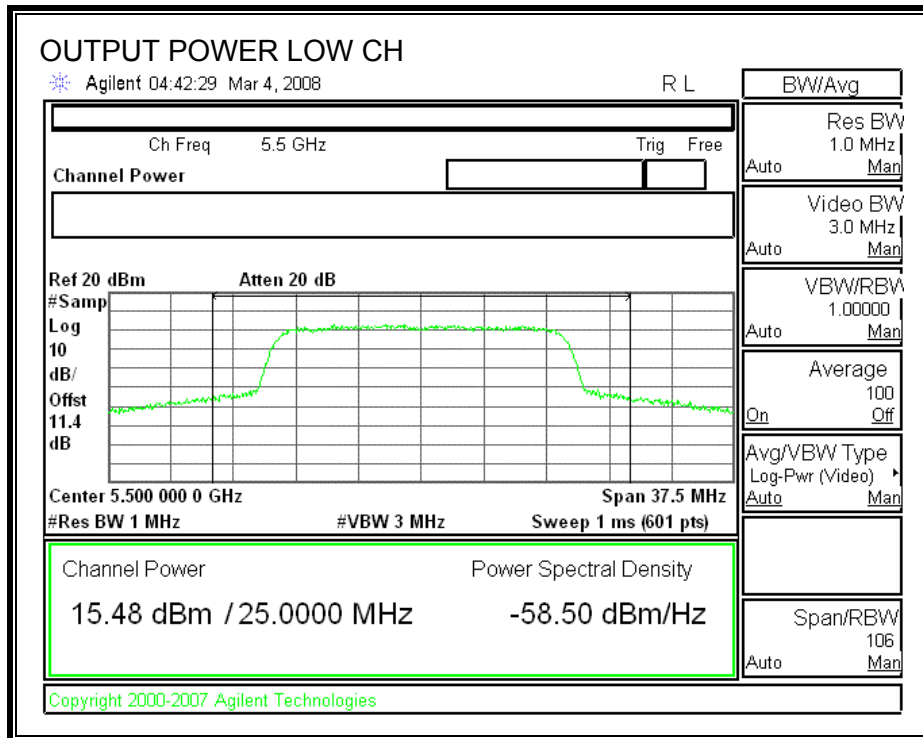 OUTPUT POWER LOW CH
Agilent 04:42:29 Mar 4, 2008 R L
Ch Freq 5.5 GHz Trig Free
Channel Power
Ref 20 dBm Atten 20 dB
#Samp
Log
10
dB/
Offst
11.4
dB
Center 5.500 000 0 GHz Span 37.5 MHz
#Res BW 1 MHz #VBW 3 MHz Sweep 1 ms (601 pts)
Channel Power Power Spectral Density
15.48 dBm / 25.0000 MHz -58.50 dBm/Hz
Copyright 2000-2007 Agilent Technologies
BW/Avg
Res BW
1.0 MHz
Auto Man
Video BW
3.0 MHz
Auto Man
VBW/RBW
1.00000
Auto Man
Average
100
On Off
Avg/VBW Type
Log-Pwr (Video)
Auto Man
Span/RBW
106
Auto Man